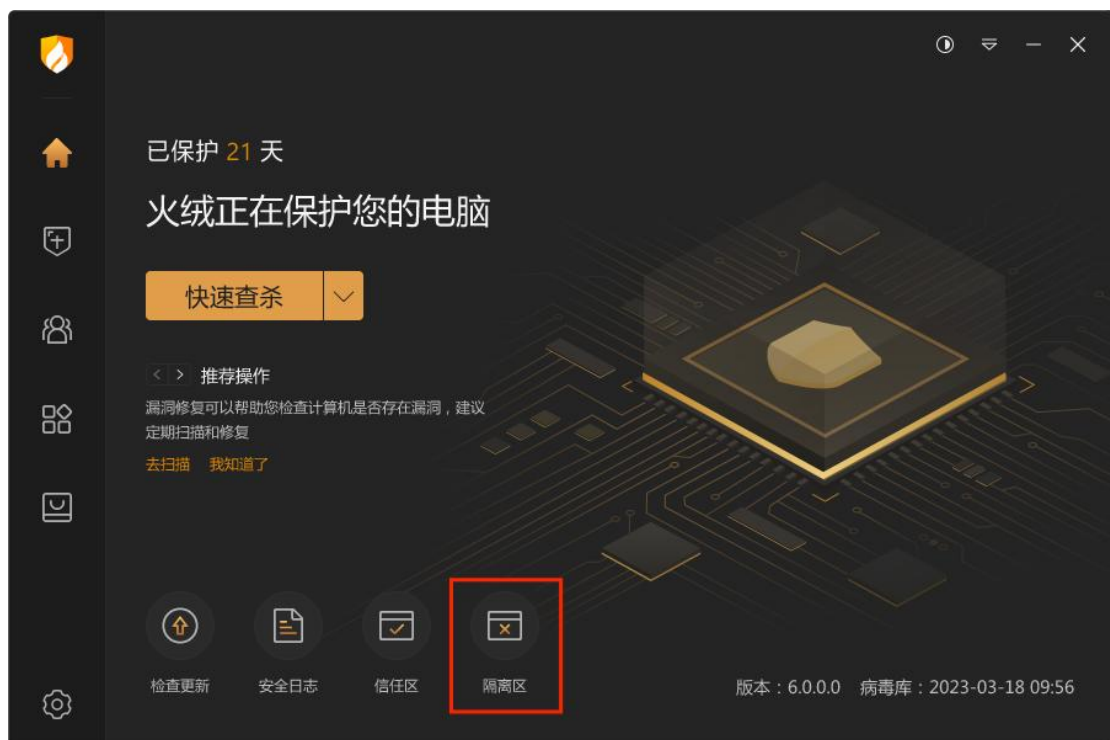 已保护 21 天
火绒正在保护您的电脑
快速查杀
推荐操作
漏洞修复可以帮助您检查计算机是否存在漏洞，建议
定期扫描和修复
去扫描 我知道了
检查更新 安全日志 信任区 隔离区
版本：6.0.0.0 病毒库：2023-03-18 09:56